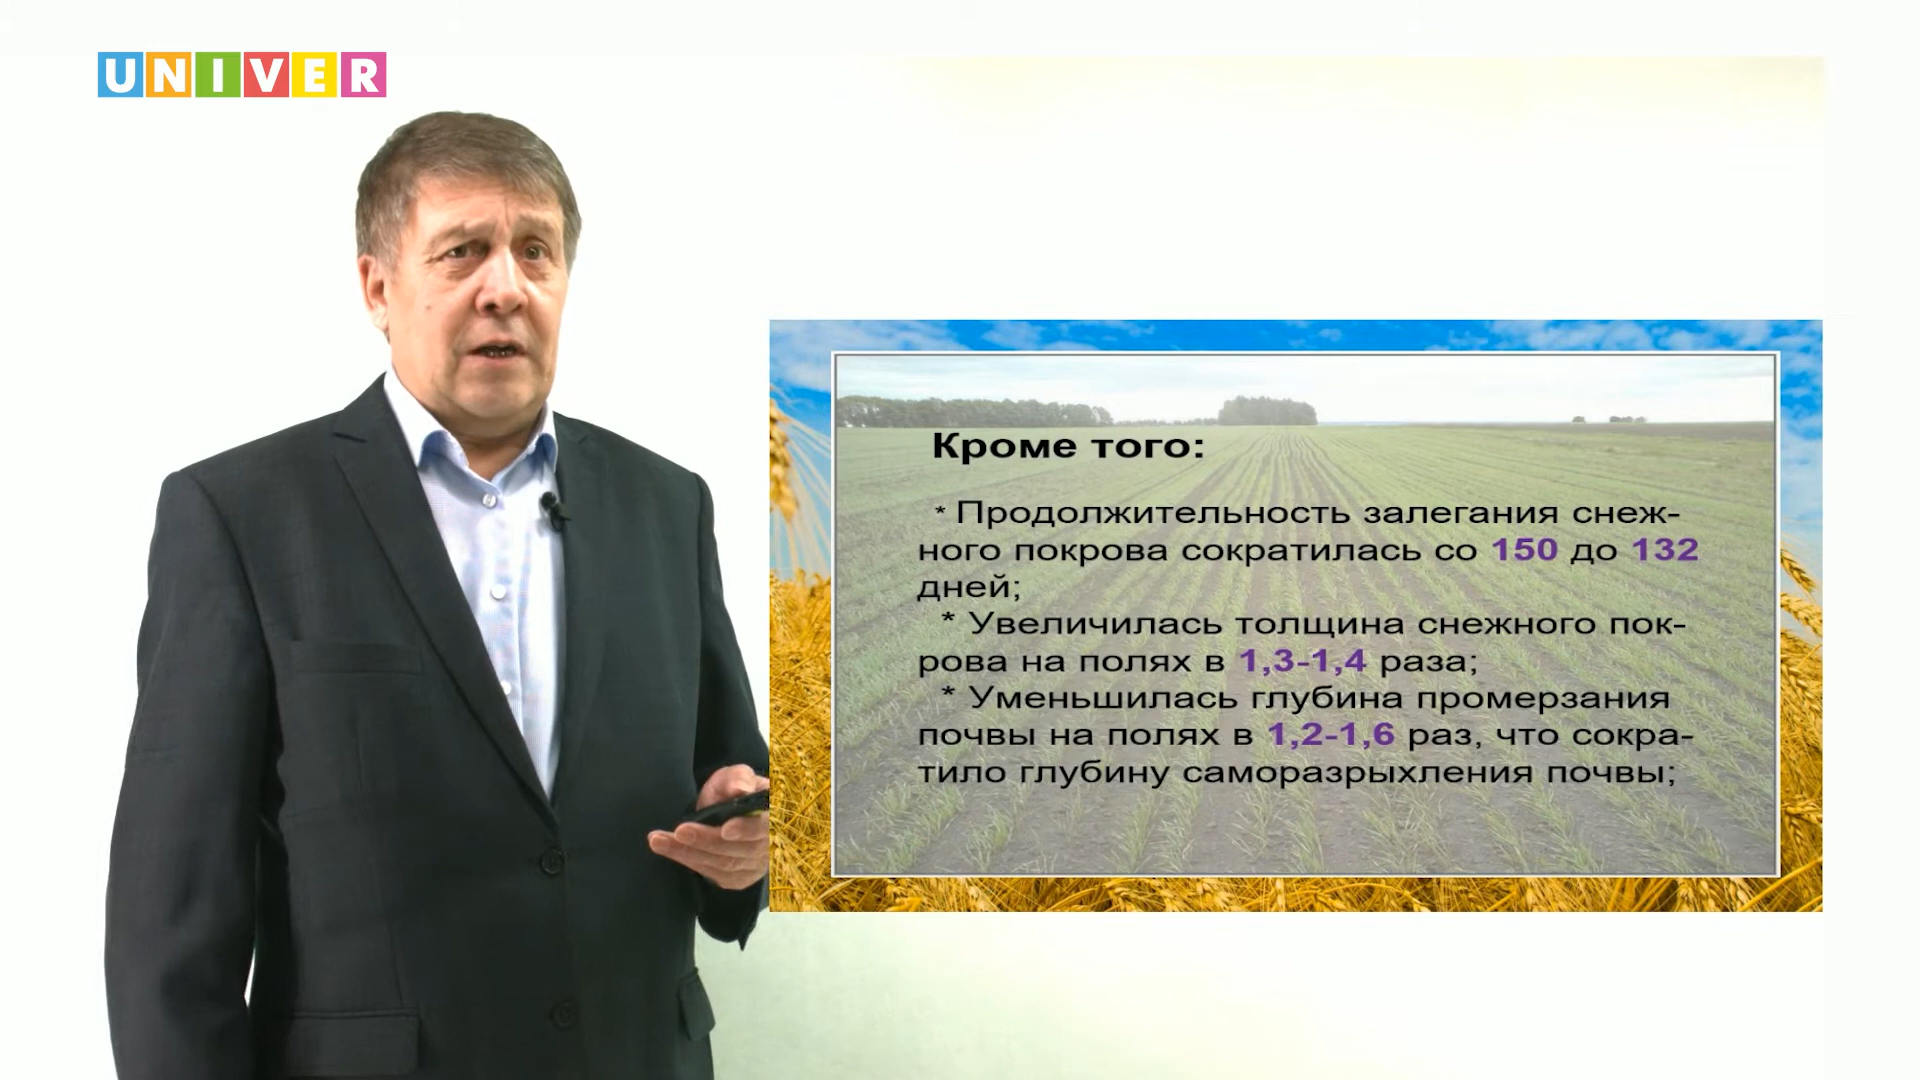 UNIVER
Кроме того:
* Продолжительность залегания снеж-
ного покрова сократилась со 150 до 132
дней;
* Увеличилась толщина снежного пок-
рова на полях в 1,3-1,4 раза;
* Уменьшилась глубина промерзания
почвы на полях в 1,2-1,6 раз, что сокра-
тило глубину саморазрыхления почвы;